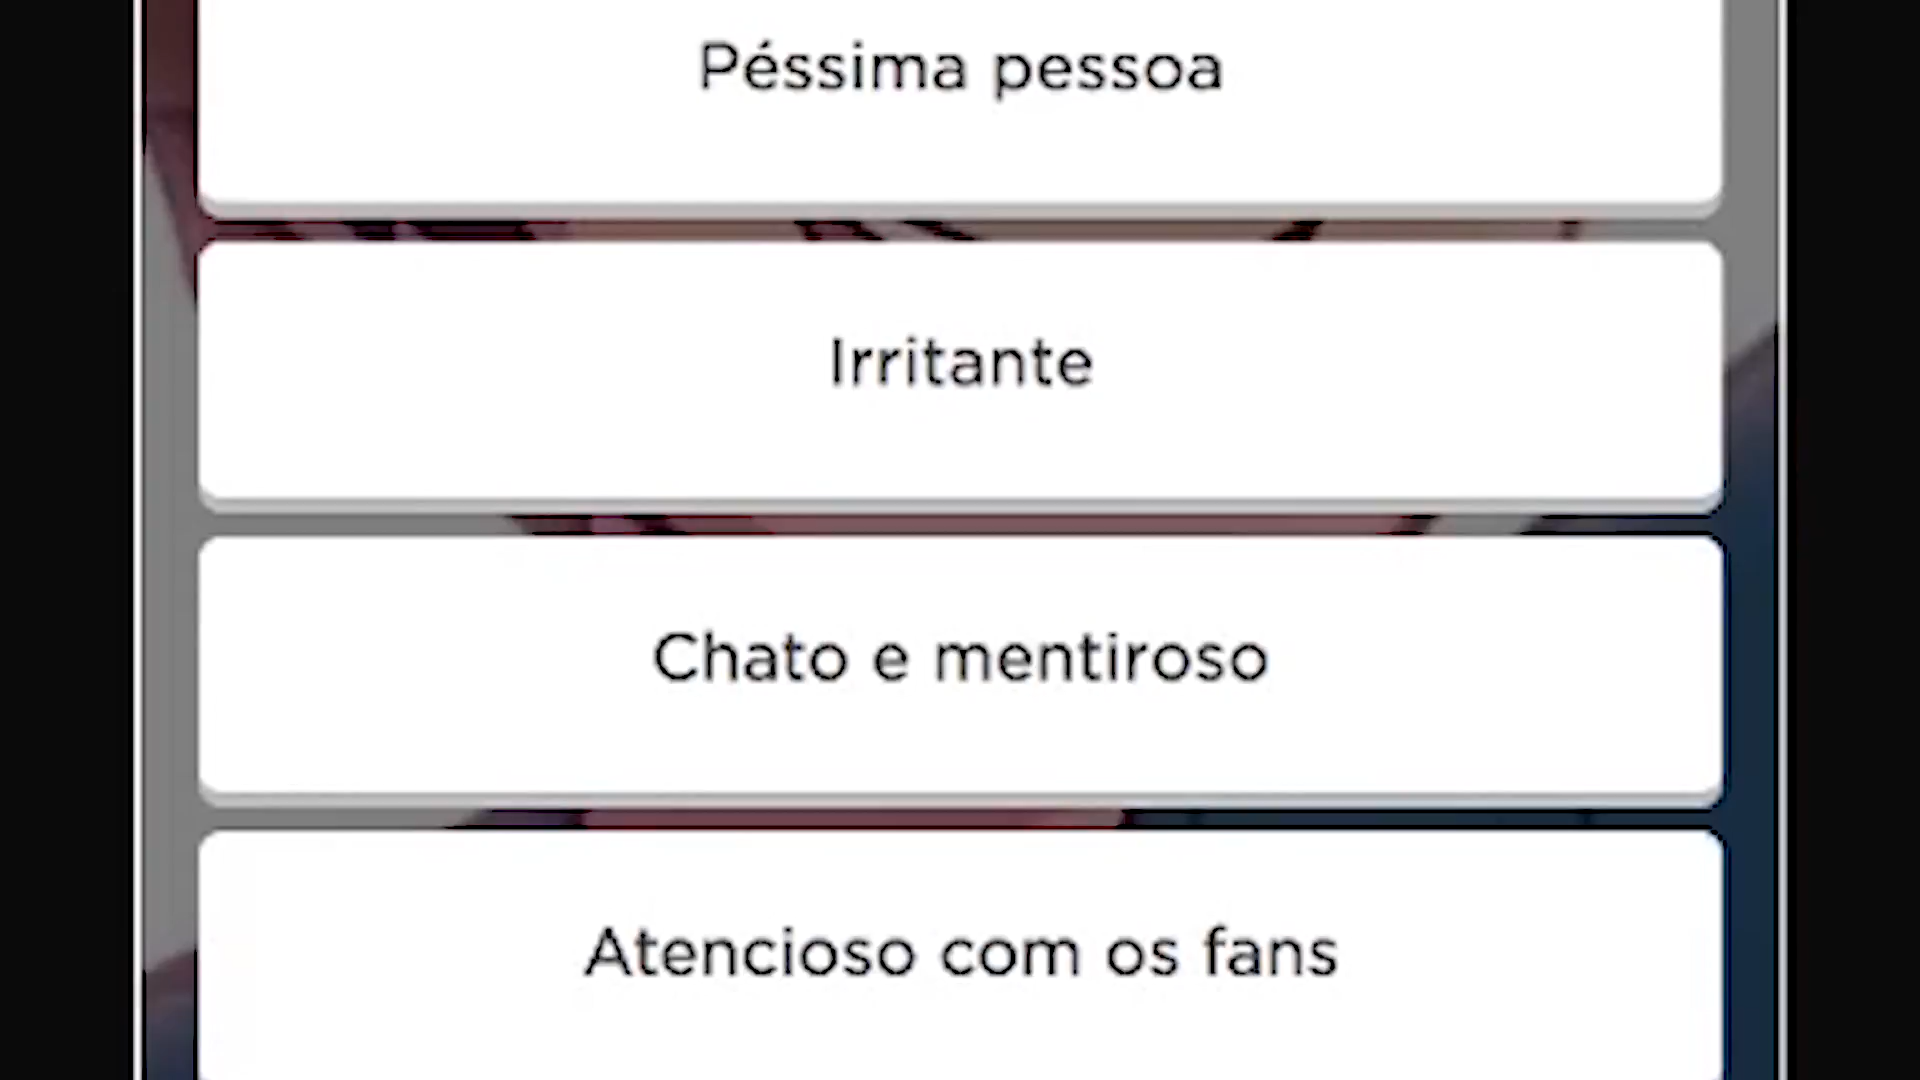 Péssima pessoa
Irritante
Chato e mentiroso
Atencioso com os fans